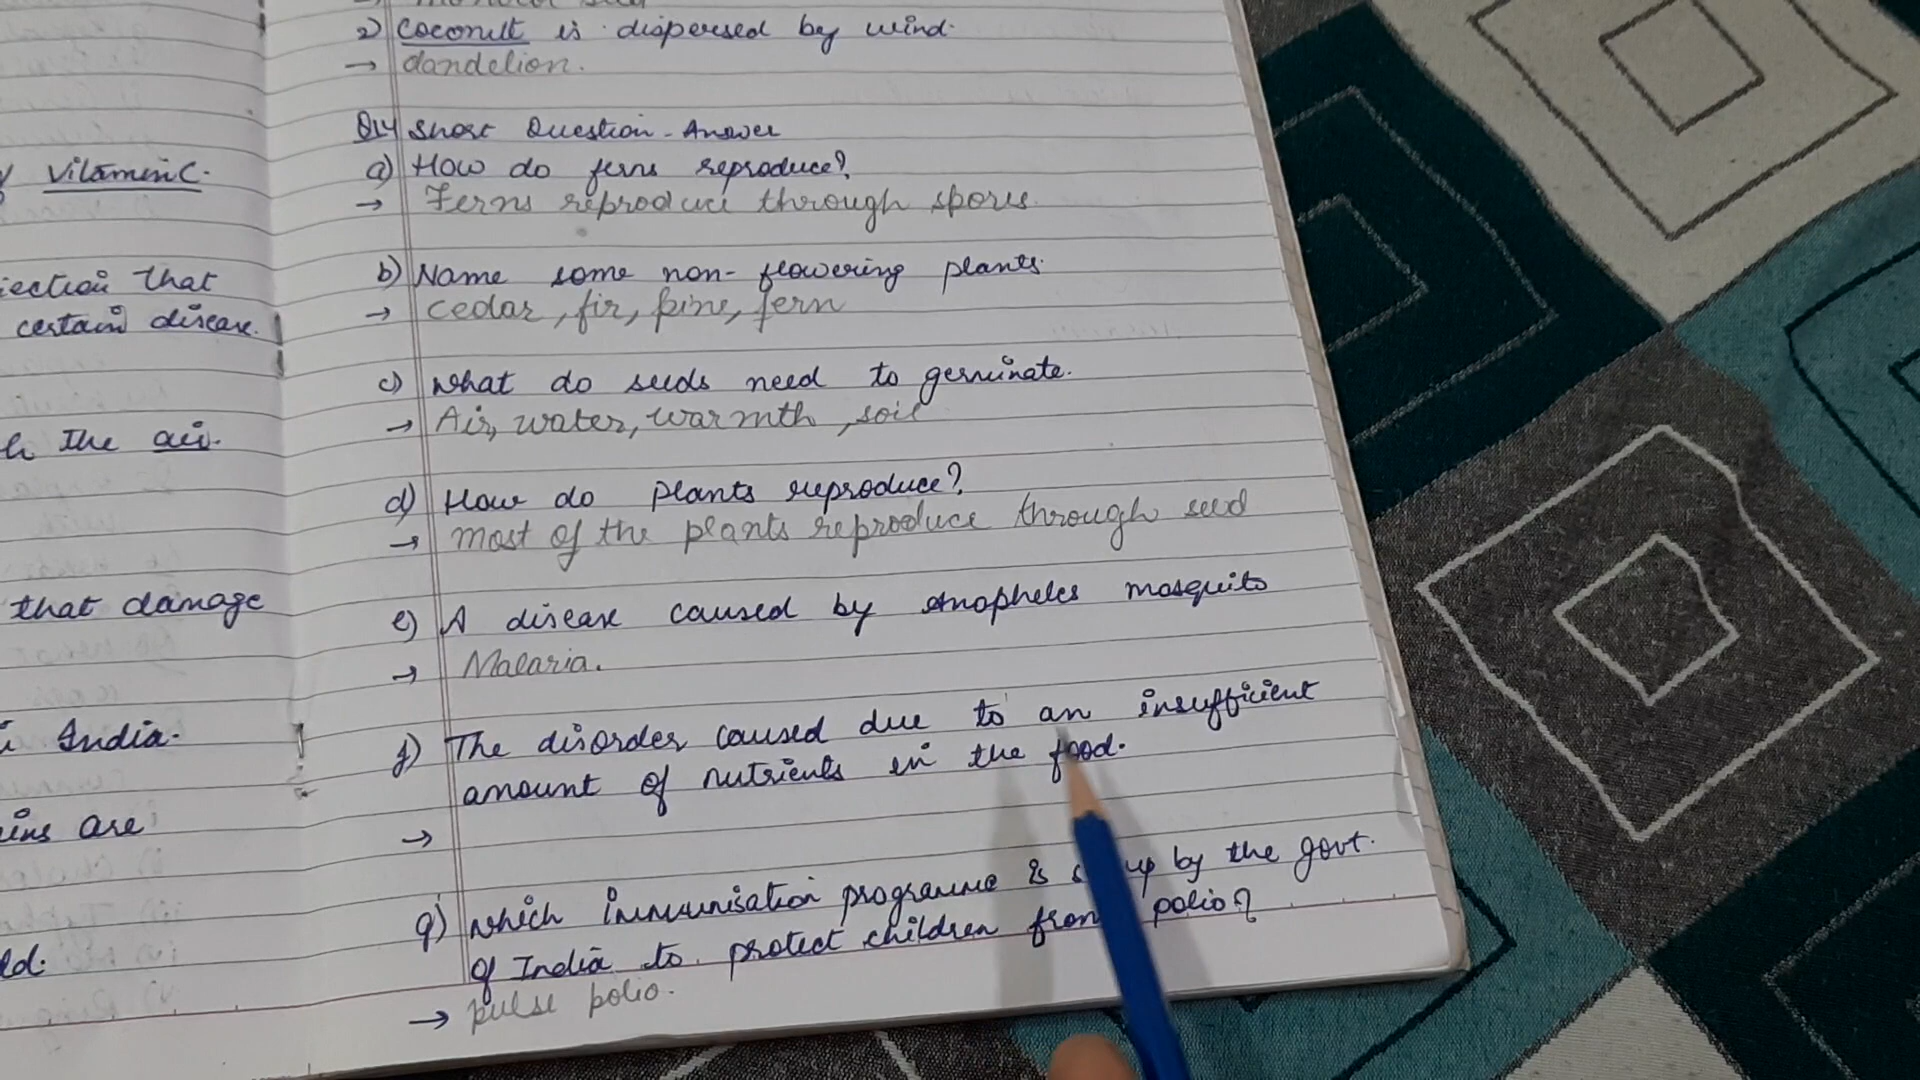 Vitamin C.
jection that
certain disease.
the air.
that damage
India.
are
2) Coconut is dispersed by wind.
→ dandelion.
Q14 Short Question-Answer
a) How do ferns reproduce?
→ Ferns reproduce through spores.
b) Name some non-flowering plants.
→ cedar, fir, pine, fern
c) What do seeds need to germinate.
→ Air, water, warmth, soil
d) How do plants reproduce?
→ most of the plants reproduce through seed
e) A disease caused by Anopheles mosquito
→ Malaria.
f) The disorder caused due to an insufficient
amount of nutrients in the food.
→
g) Which immunisation programme is up by the govt.
of India to protect children from polio?
→ pulse polio.